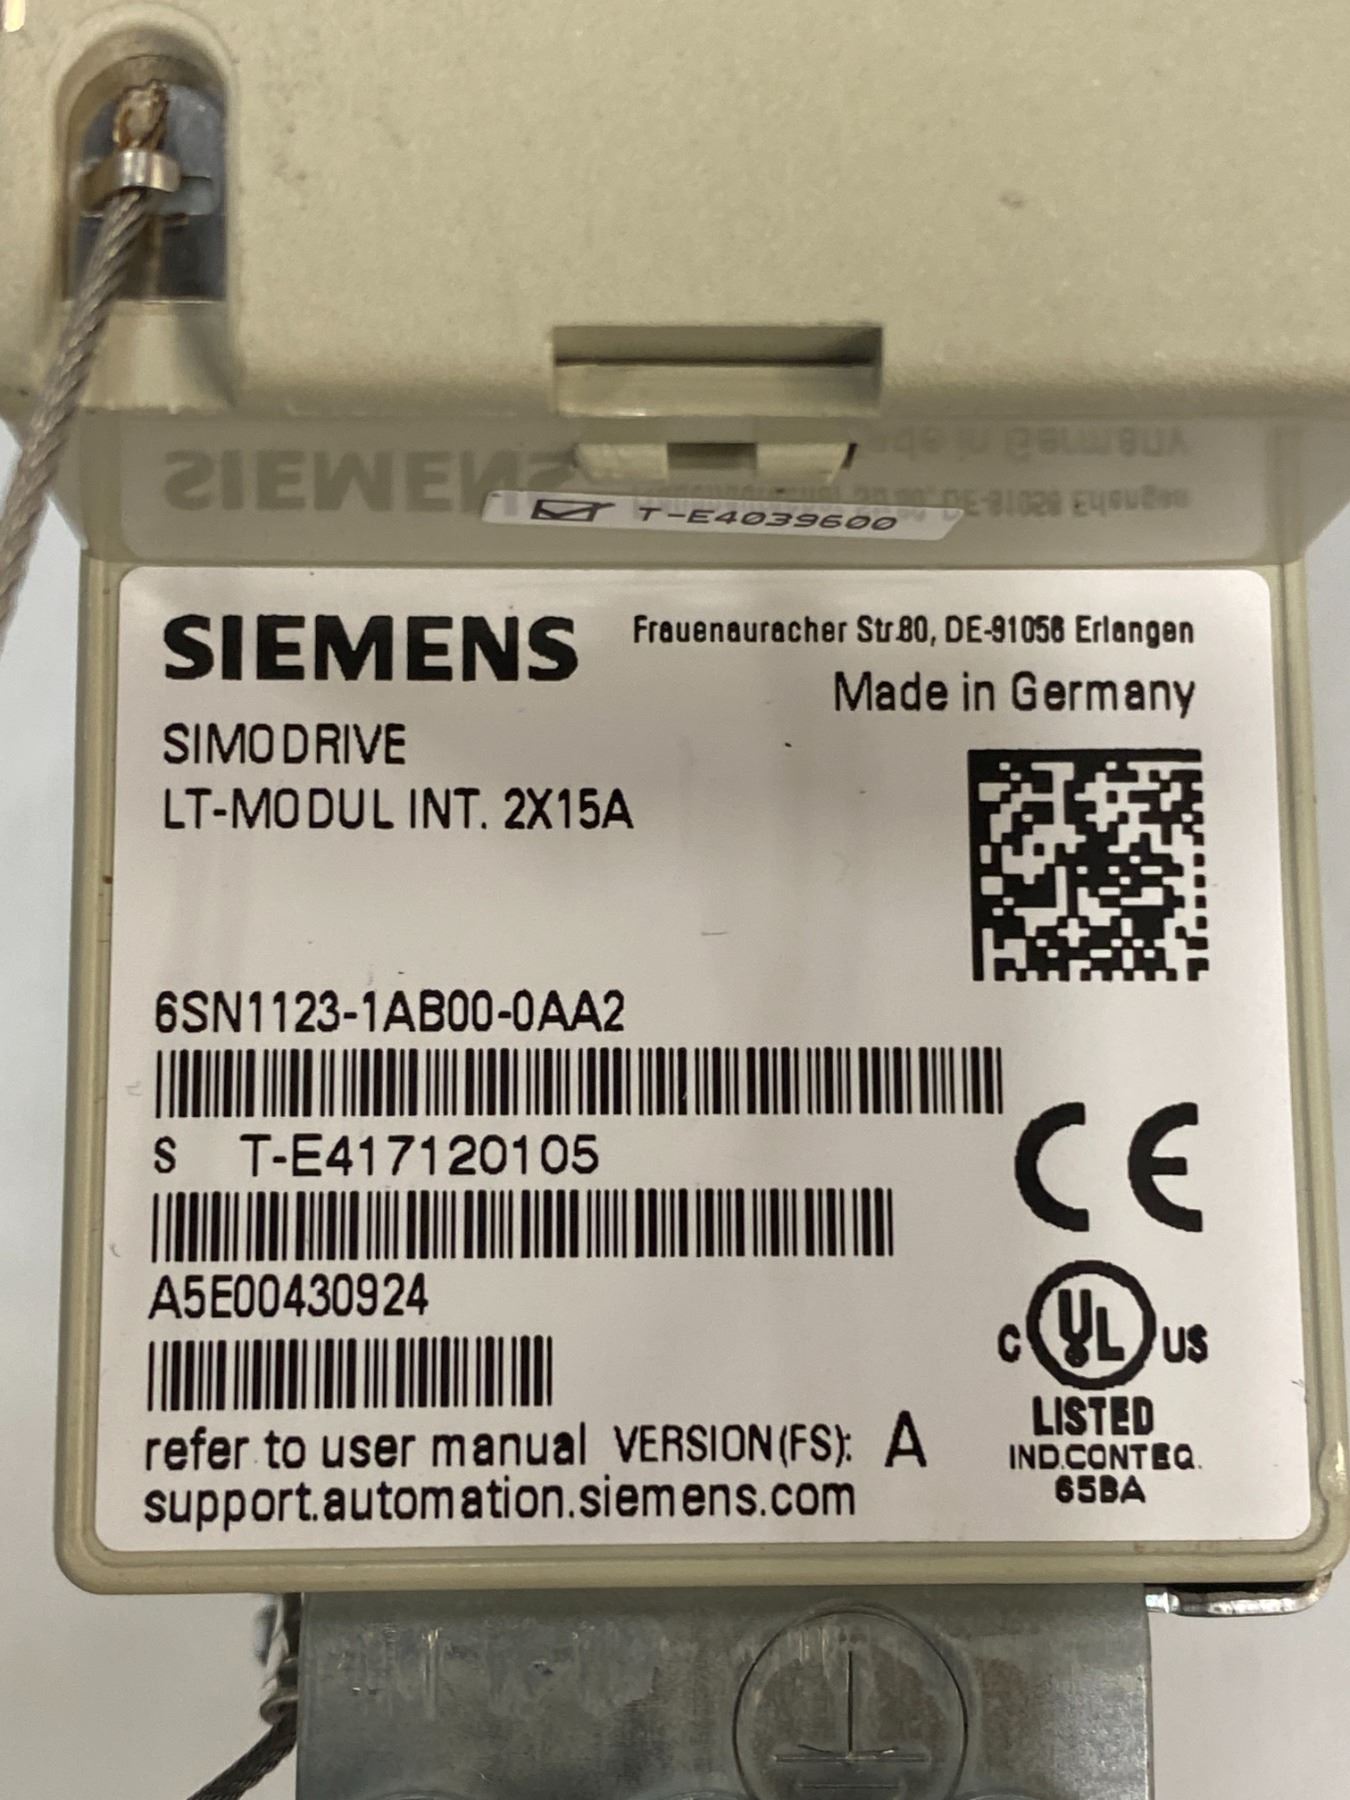 T-E4039600
SIEMENS
Frauenauracher Str.80, DE-91056 Erlangen
Made in Germany
SIMODRIVE
LT-MODUL INT. 2X15A
6SN1123-1AB00-0AA2
S T-E417120105
A5E00430924
refer to user manual VERSION(FS): A
support.automation.siemens.com
CE
C UL US
LISTED
IND.CONT.EQ.
65BA